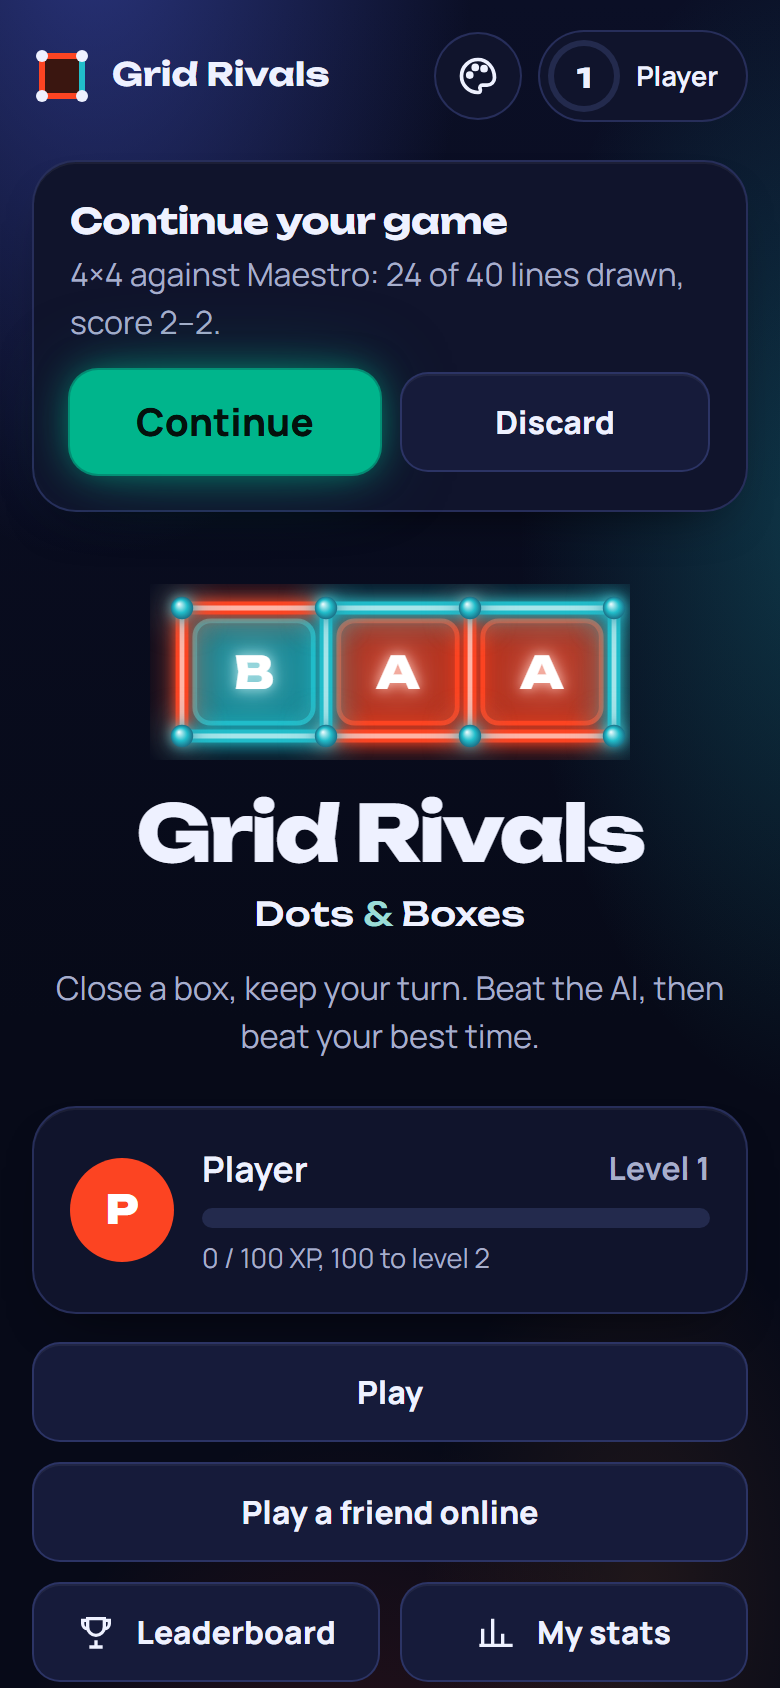 Grid Rivals
1 Player
Continue your game
4×4 against Maestro: 24 of 40 lines drawn,
score 2–2.
Continue Discard
B A A
Grid Rivals
Dots & Boxes
Close a box, keep your turn. Beat the AI, then
beat your best time.
P
Player Level 1
0 / 100 XP, 100 to level 2
Play
Play a friend online
Leaderboard My stats